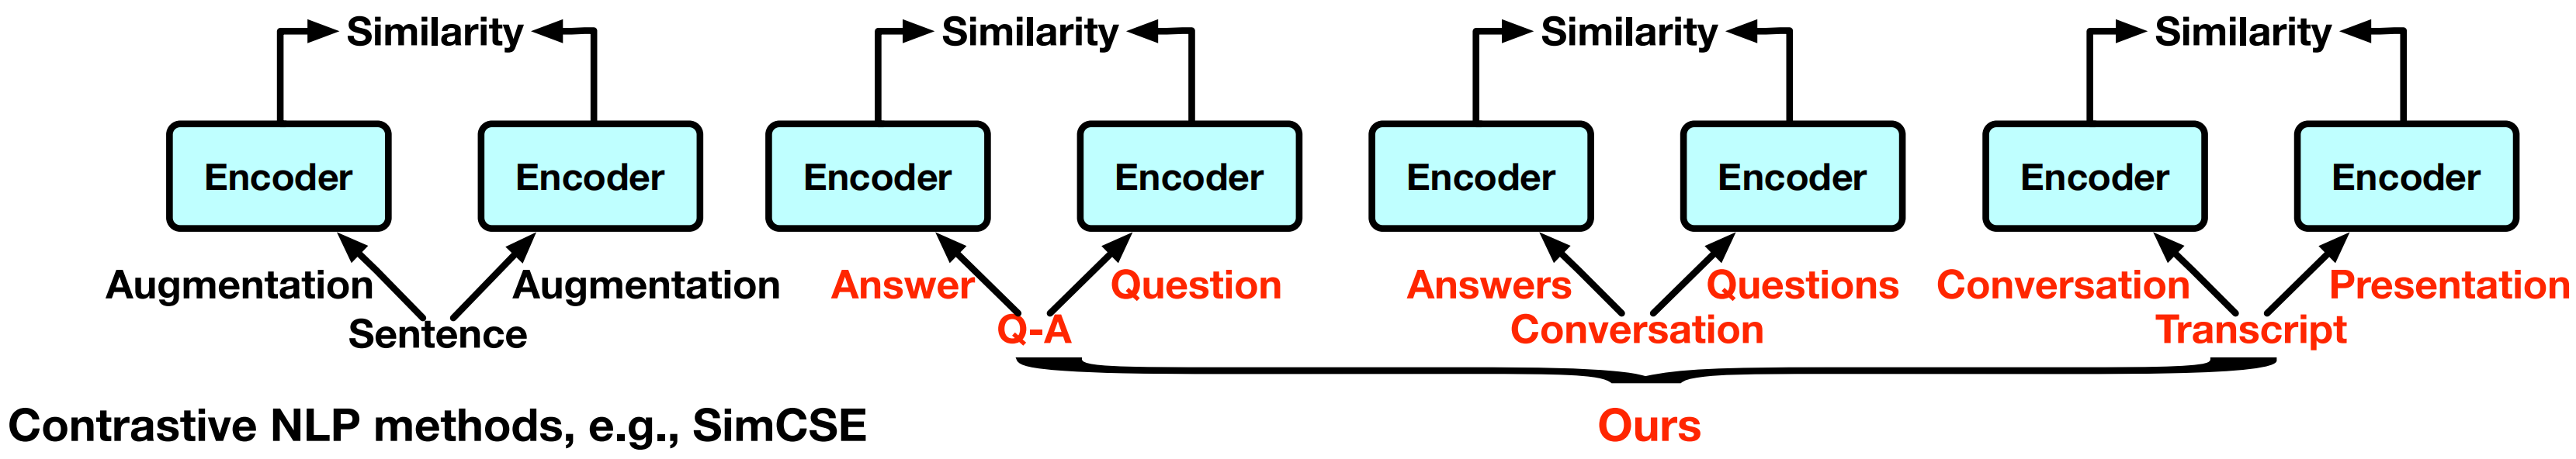 Similarity Similarity Similarity Similarity
Encoder Encoder Encoder Encoder Encoder Encoder Encoder Encoder
Augmentation Augmentation Answer Question Answers Questions Conversation Presentation
Sentence Q-A Conversation Transcript
Contrastive NLP methods, e.g., SimCSE Ours